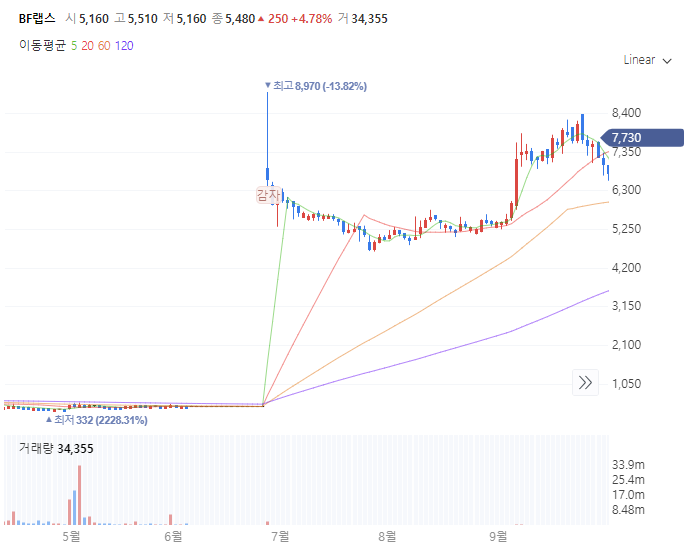 BF랩스 시 5,160 고 5,510 저 5,160 종 5,480 ▲ 250 +4.78% 거 34,355
이동평균 5 20 60 120
Linear
▼최고 8,970 (-13.82%)
8,400
7,730
7,350
감자
6,300
5,250
4,200
3,150
2,100
1,050
▲최저 332 (2228.31%)
거래량 34,355
33.9m
25.4m
17.0m
8.48m
5월 6월 7월 8월 9월